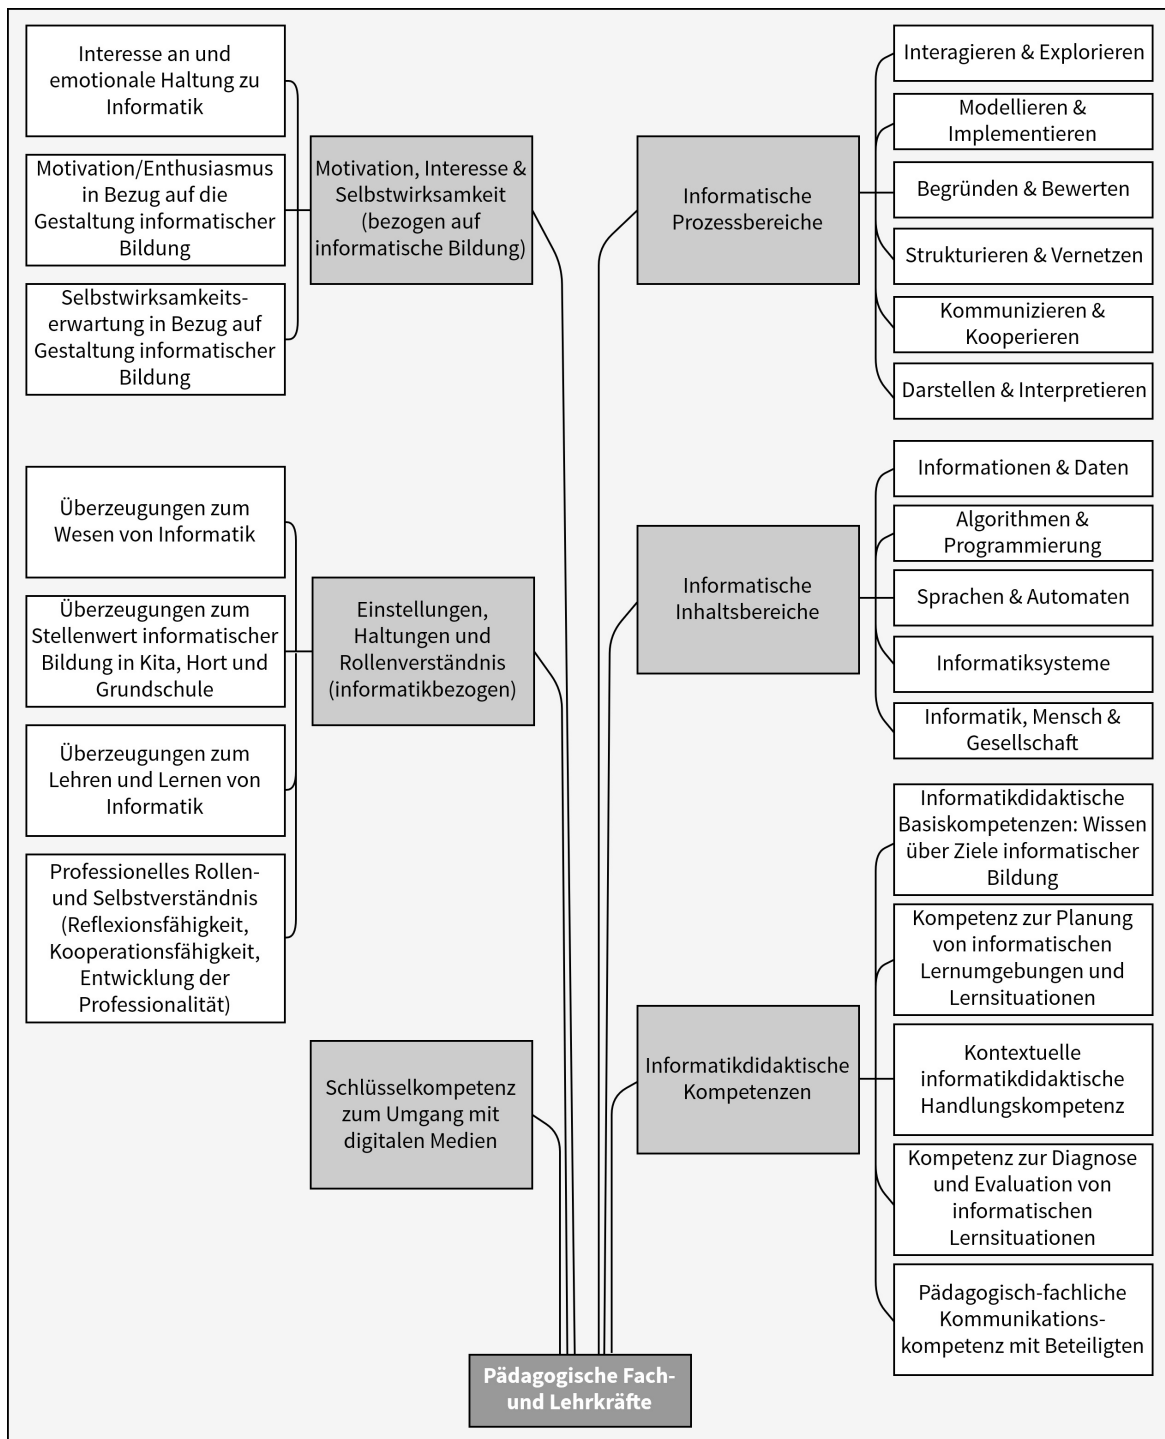 Interesse an und
emotionale Haltung zu
Informatik
Motivation/Enthusiasmus
in Bezug auf die
Gestaltung informatischer
Bildung
Selbstwirksamkeits-
erwartung in Bezug auf
Gestaltung informatischer
Bildung
Motivation, Interesse &
Selbstwirksamkeit
(bezogen auf
informatische Bildung)
Überzeugungen zum
Wesen von Informatik
Überzeugungen zum
Stellenwert informatischer
Bildung in Kita, Hort und
Grundschule
Überzeugungen zum
Lehren und Lernen von
Informatik
Professionelles Rollen-
und Selbstverständnis
(Reflexionsfähigkeit,
Kooperationsfähigkeit,
Entwicklung der
Professionalität)
Einstellungen,
Haltungen und
Rollenverständnis
(informatikbezogen)
Schlüsselkompetenz
zum Umgang mit
digitalen Medien
Informatische
Prozessbereiche
Interagieren & Explorieren
Modellieren &
Implementieren
Begründen & Bewerten
Strukturieren & Vernetzen
Kommunizieren &
Kooperieren
Darstellen & Interpretieren
Informatische
Inhaltsbereiche
Informationen & Daten
Algorithmen &
Programmierung
Sprachen & Automaten
Informatiksysteme
Informatik, Mensch &
Gesellschaft
Informatikdidaktische
Kompetenzen
Informatikdidaktische
Basiskompetenzen: Wissen
über Ziele informatischer
Bildung
Kompetenz zur Planung
von informatischen
Lernumgebungen und
Lernsituationen
Kontextuelle
informatikdidaktische
Handlungskompetenz
Kompetenz zur Diagnose
und Evaluation von
informatischen
Lernsituationen
Pädagogisch-fachliche
Kommunikations-
kompetenz mit Beteiligten
Pädagogische Fach-
und Lehrkräfte